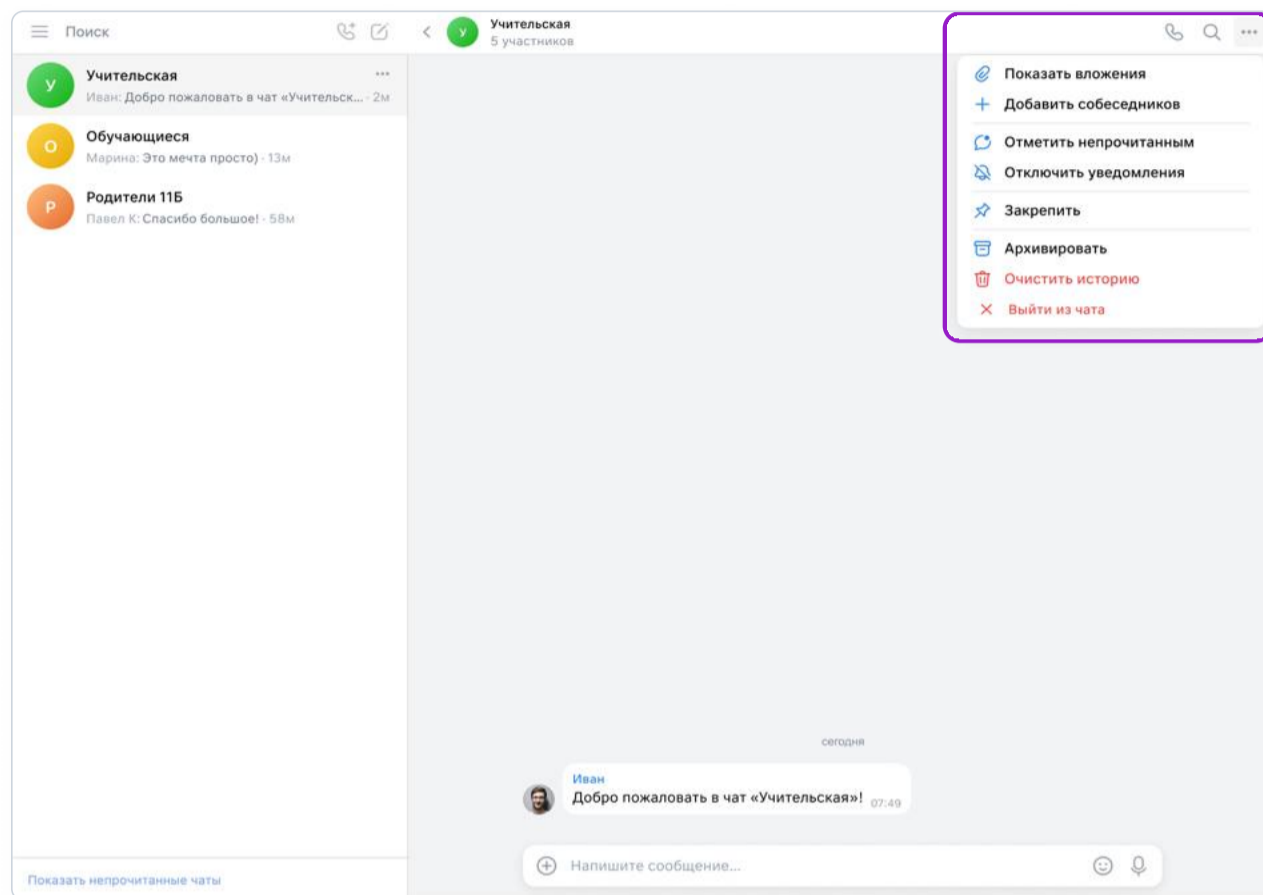 Поиск
У
Учительская
Иван: Добро пожаловать в чат «Учительск... · 2м
О
Обучающиеся
Марина: Это мечта просто) · 13м
Р
Родители 11Б
Павел К: Спасибо большое! · 58м
Показать непрочитанные чаты
У
Учительская
5 участников
Показать вложения
Добавить собеседников
Отметить непрочитанным
Отключить уведомления
Закрепить
Архивировать
Очистить историю
Выйти из чата
сегодня
Иван
Добро пожаловать в чат «Учительская»! 07:49
Напишите сообщение...